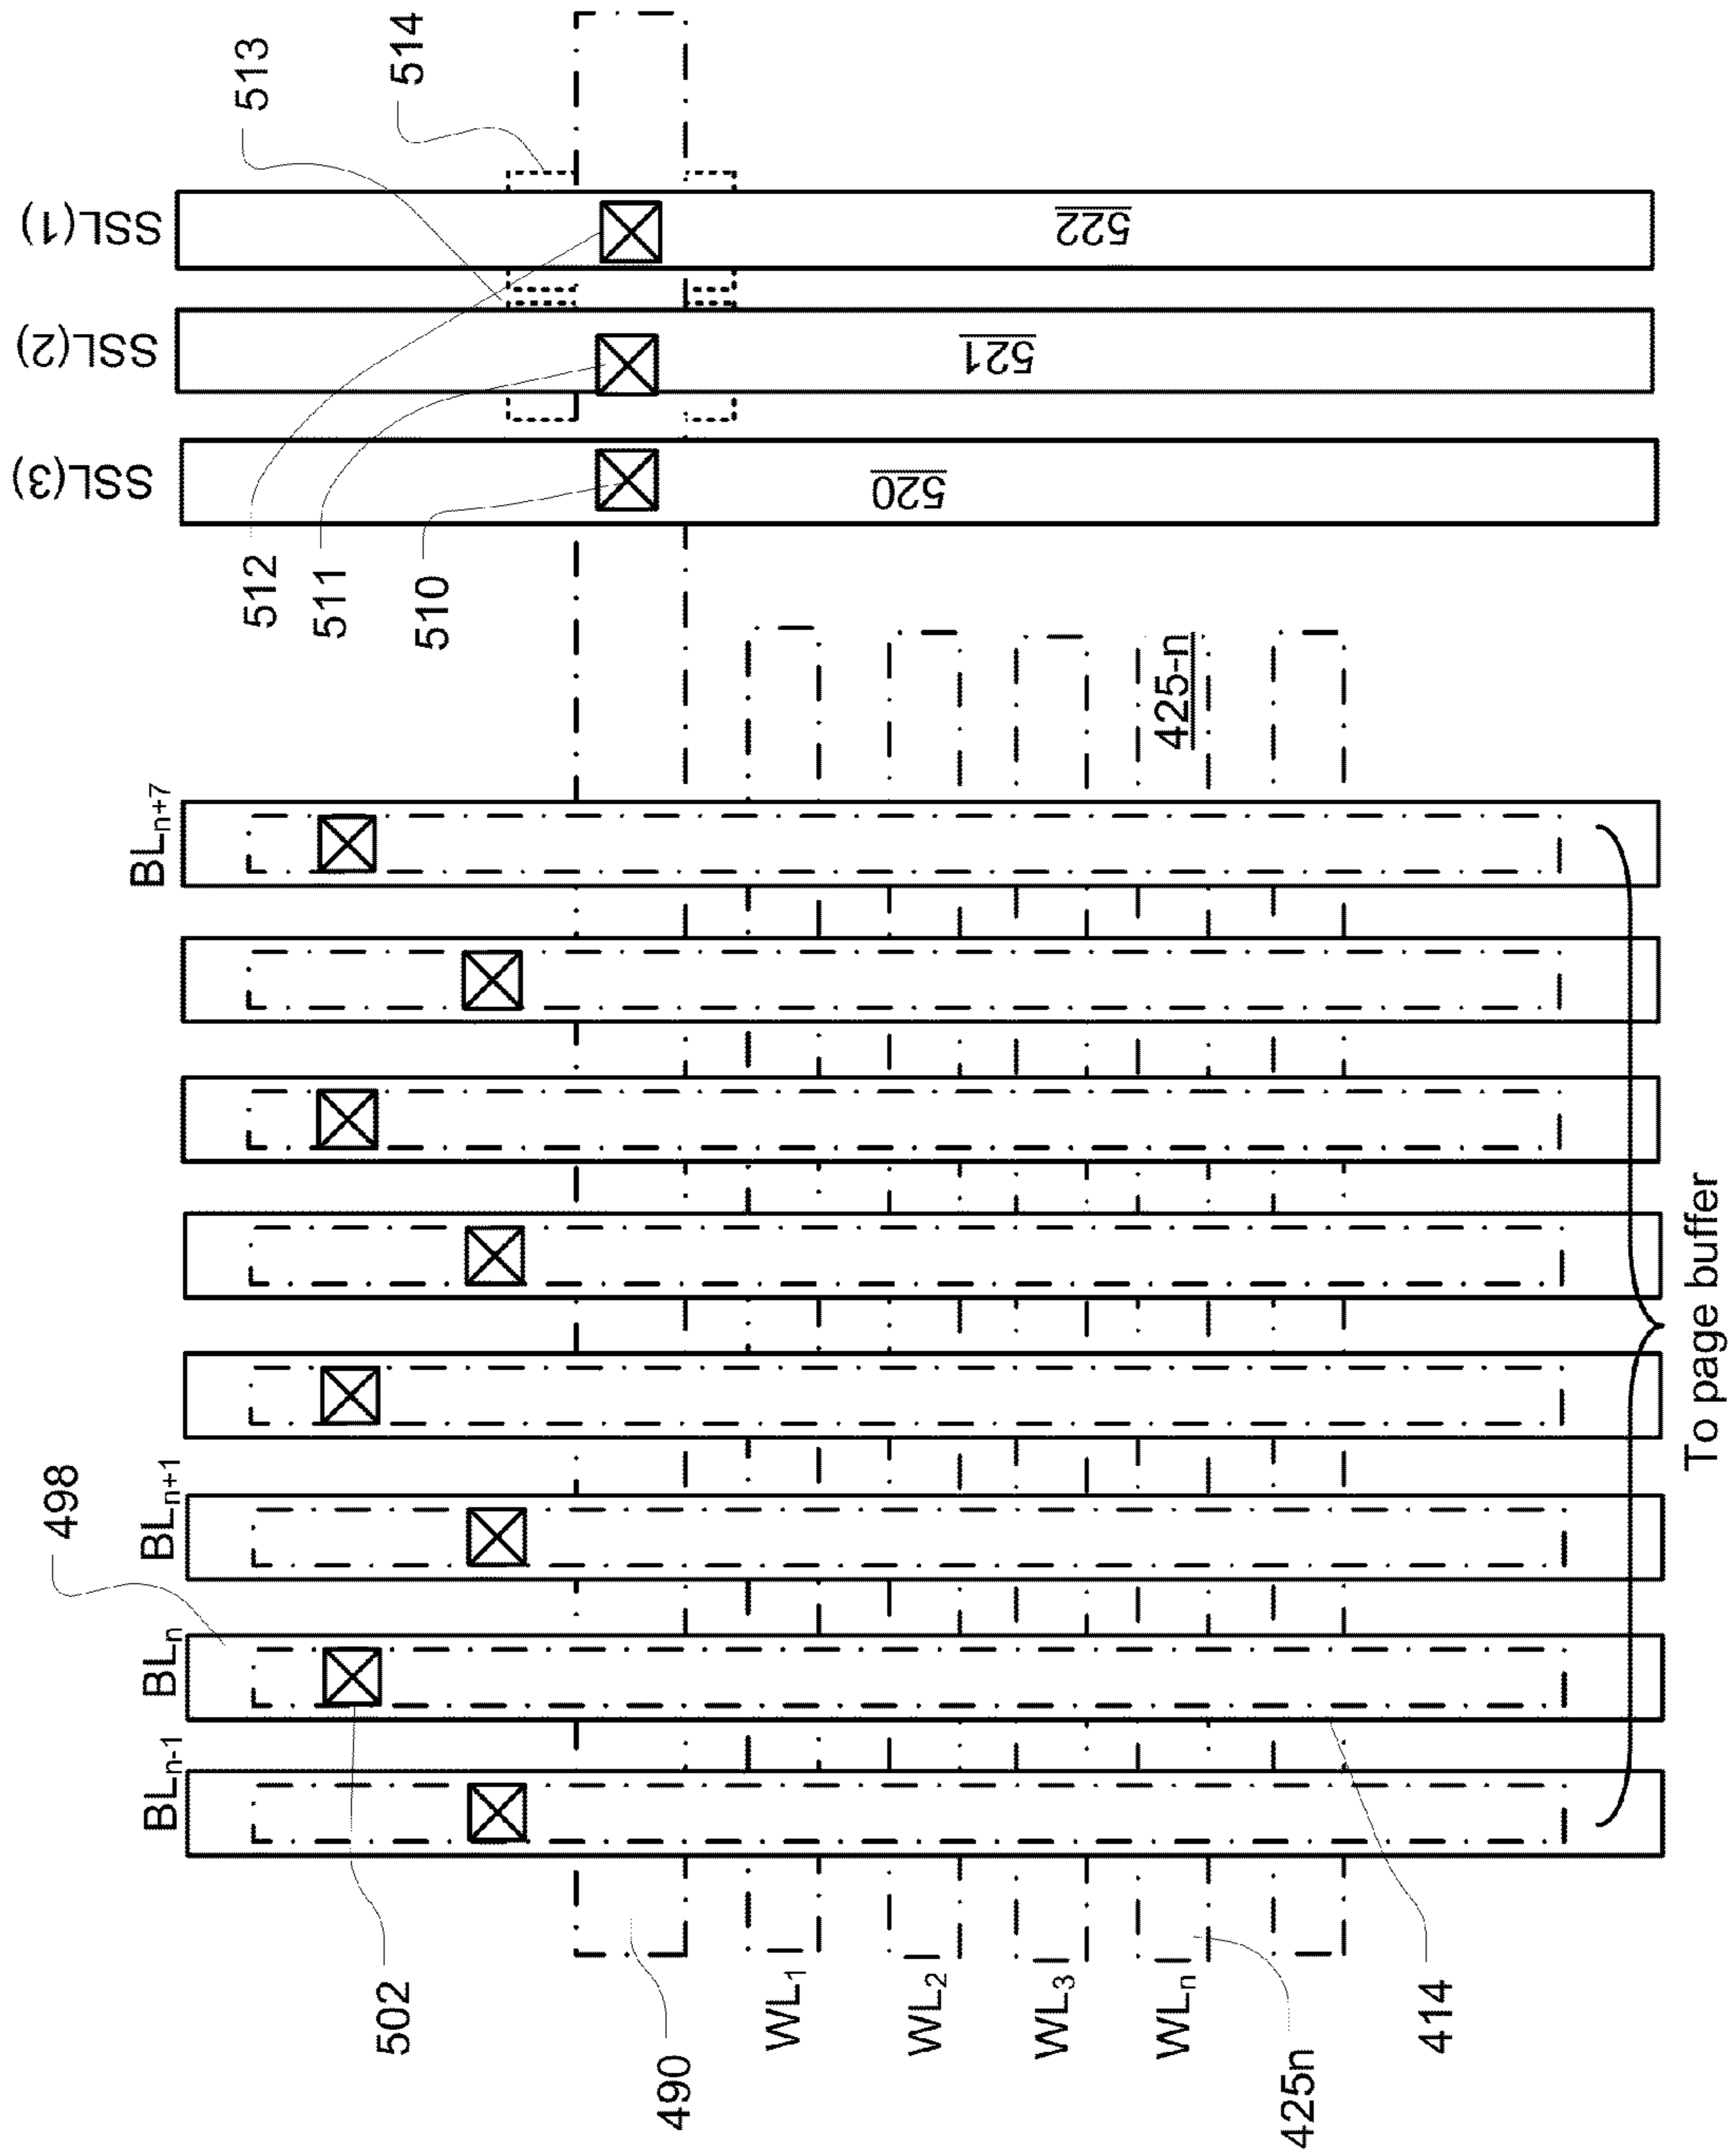 513
514
SSL(1)
SSL(2)
SSL(3)
522
521
520
512
511
510
425-n
BLn+7
498
BLn+1
BLn
BLn-1
To page buffer
502
490
WL1
WL2
WL3
WLn
425n
414